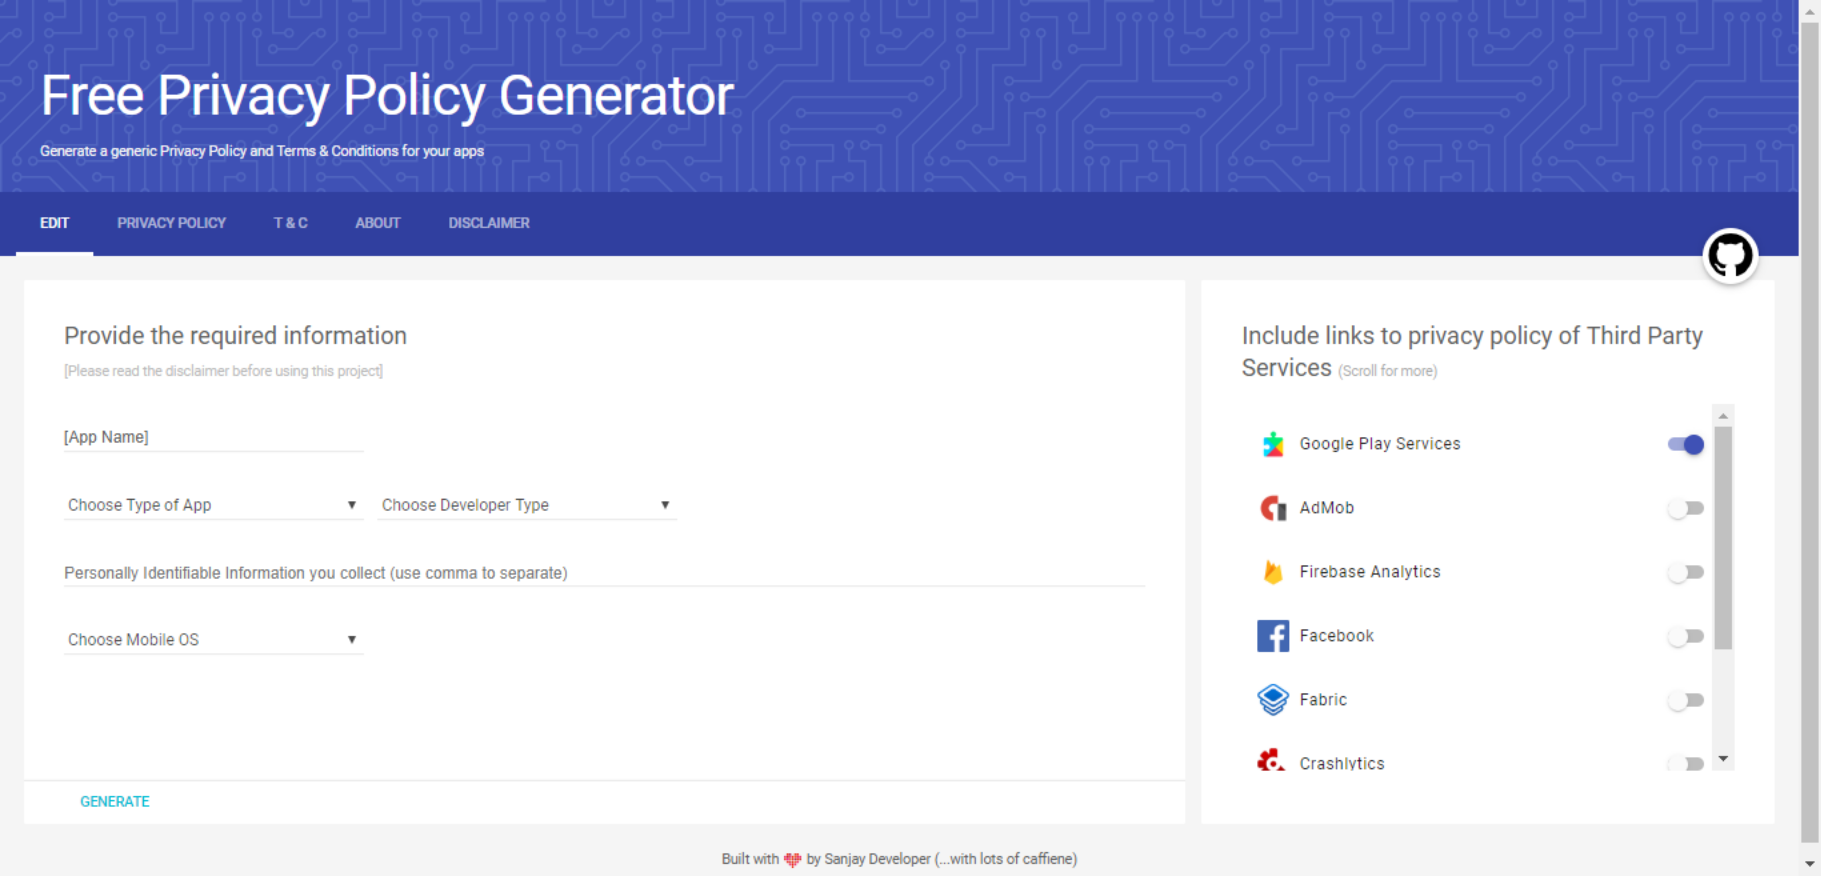 Free Privacy Policy Generator
Generate a generic Privacy Policy and Terms & Conditions for your apps
EDIT PRIVACY POLICY T & C ABOUT DISCLAIMER
Provide the required information
[Please read the disclaimer before using this project]
[App Name]
Choose Type of App Choose Developer Type
Personally Identifiable Information you collect (use comma to separate)
Choose Mobile OS
GENERATE
Include links to privacy policy of Third Party
Services (Scroll for more)
Google Play Services
AdMob
Firebase Analytics
Facebook
Fabric
Crashlytics
Built with by Sanjay Developer (...with lots of caffiene)